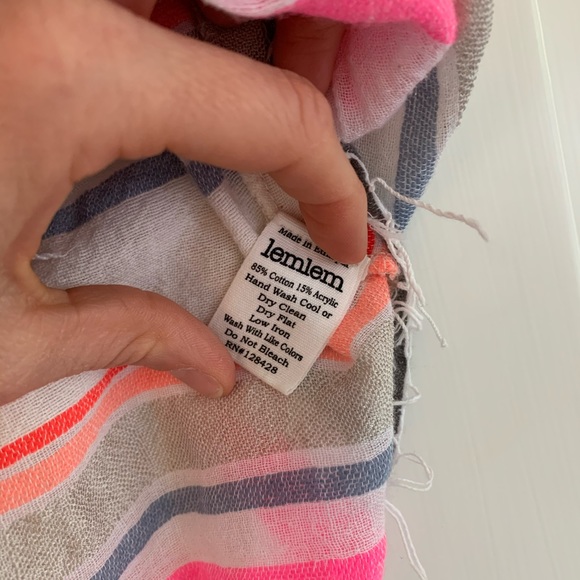 Made in
lemlem
85% Cotton 15% Acrylic
Hand Wash Cool or
Dry Clean
Dry Flat
Low Iron
Wash With Like Colors
Do Not Bleach
RN#128428